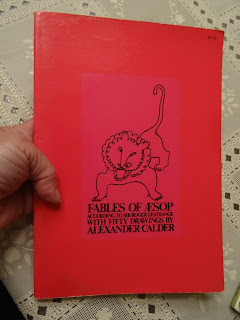 FABLES OF ÆSOP
ACCORDING TO SIR ROGER L'ESTRANGE
WITH FIFTY DRAWINGS BY
ALEXANDER CALDER